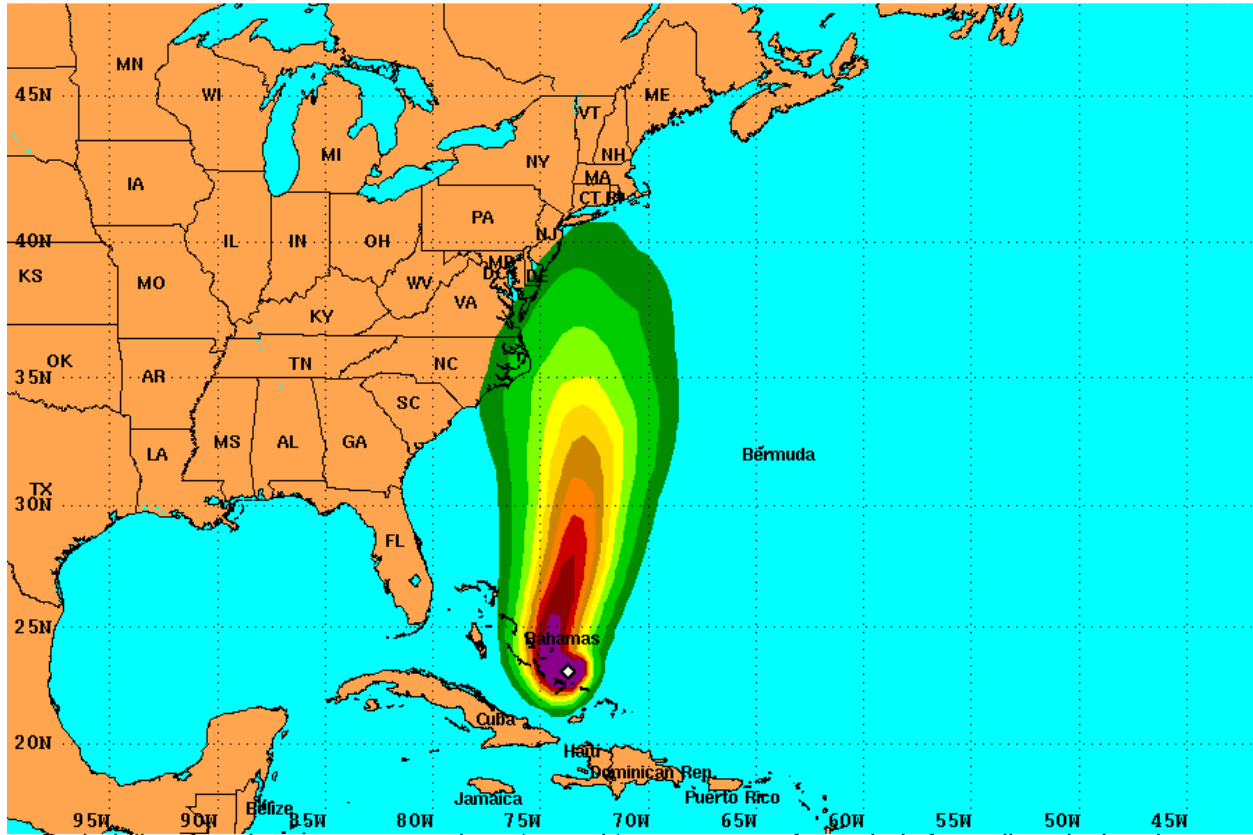 MN
WI
MI
VT
ME
45N
NH
NY
MA
CT RI
IA
PA
NJ
IL
IN
OH
40N
MD
DC
DE
KS
MO
WV
VA
KY
OK
AR
TN
NC
35N
SC
MS
AL
GA
LA
Bermuda
TX
30N
FL
25N
Bahamas
Cuba
20N
Haiti
Dominican Rep.
Jamaica
Puerto Rico
Belize
95W
90W
85W
80W
75W
70W
65W
60W
55W
50W
45W